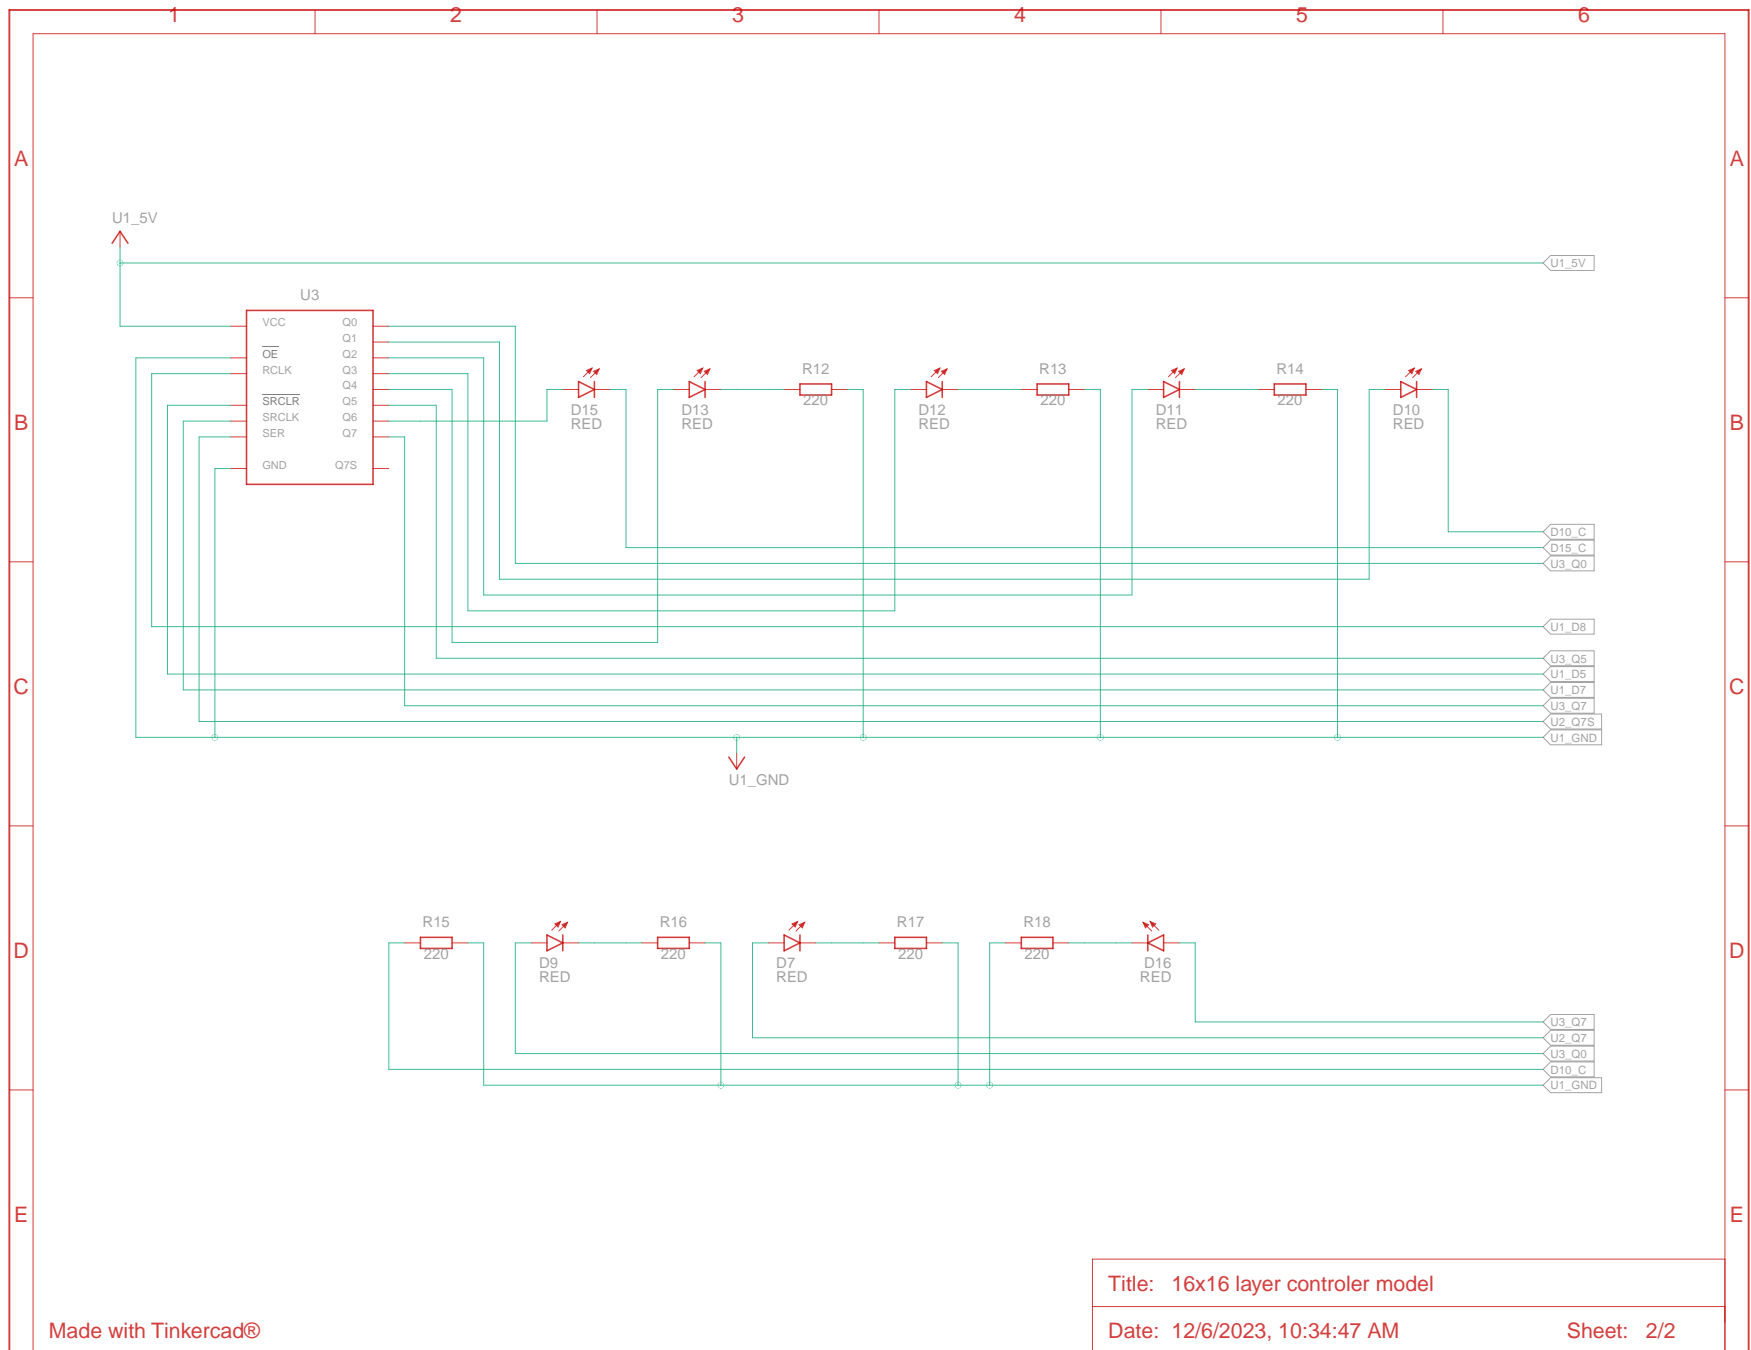 1 2 3 4 5 6
A A
U1_5V
U1_5V
U3
VCC Q0
Q1
OE Q2
RCLK Q3
Q4
SRCLR Q5
SRCLK Q6
SER Q7
GND Q7S
R12 R13 R14
220 220 220
D15 D13 D12 D11 D10
RED RED RED RED RED
B B
D10_C
D15_C
U3_Q0
U1_D8
U3_Q5
U1_D5
U1_D7
U3_Q7
U2_Q7S
U1_GND
C C
U1_GND
R15 R16 R17 R18
220 220 220 220
D9 D7 D16
RED RED RED
D D
U3_Q7
U2_Q7
U3_Q0
D10_C
U1_GND
E E
Title: 16x16 layer controler model
Made with Tinkercad®
Date: 12/6/2023, 10:34:47 AM Sheet: 2/2